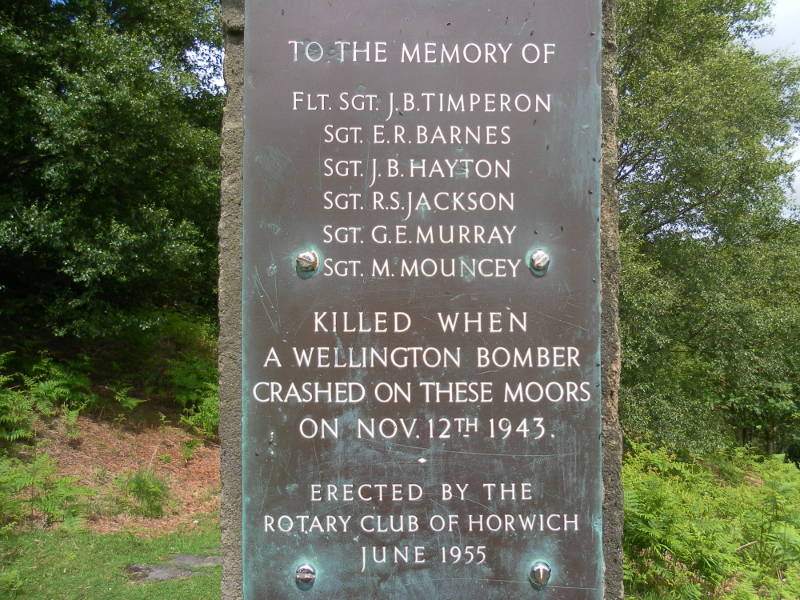 TO THE MEMORY OF
FLT. SGT. J.B. TIMPERON
SGT. E.R. BARNES
SGT. J.B. HAYTON
SGT. R.S. JACKSON
SGT. G.E. MURRAY
SGT. M. MOUNCEY
KILLED WHEN
A WELLINGTON BOMBER
CRASHED ON THESE MOORS
ON NOV. 12TH 1943.
ERECTED BY THE
ROTARY CLUB OF HORWICH
JUNE 1955